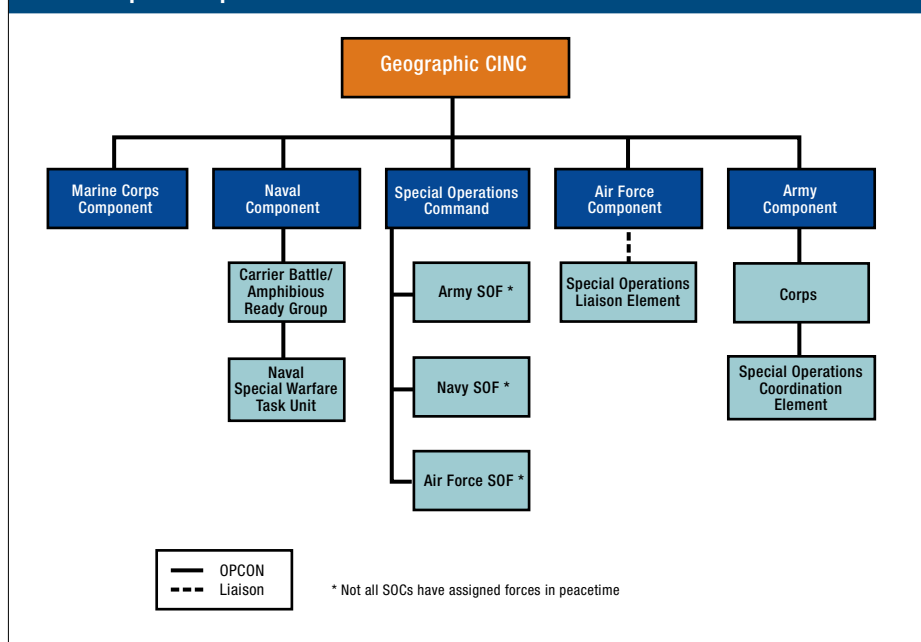 Geographic CINC
Marine Corps
Component
Naval
Component
Special Operations
Command
Air Force
Component
Army
Component
Carrier Battle/
Amphibious
Ready Group
Army SOF *
Special Operations
Liaison Element
Corps
Naval
Special Warfare
Task Unit
Navy SOF *
Special Operations
Coordination
Element
Air Force SOF *
OPCON
Liaison
* Not all SOCs have assigned forces in peacetime